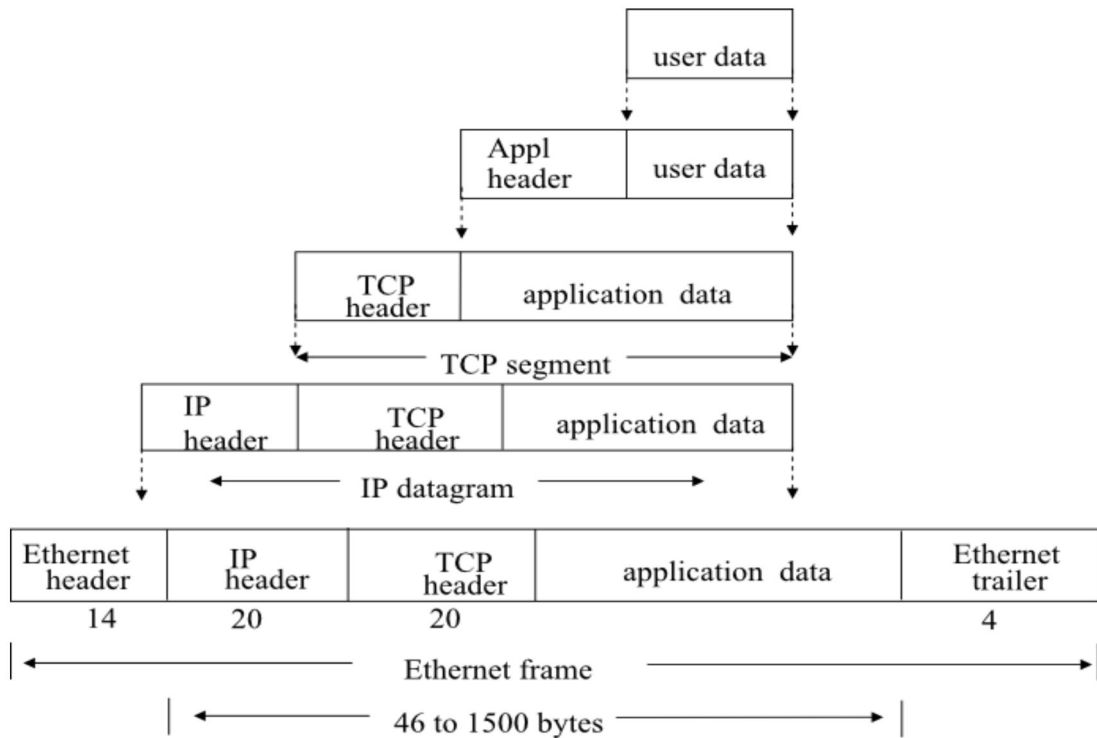 user data
Appl
header
user data
TCP
header
application data
TCP segment
IP
header
TCP
header
application data
IP datagram
Ethernet
header
IP
header
TCP
header
application data
Ethernet
trailer
14
20
20
4
Ethernet frame
46 to 1500 bytes